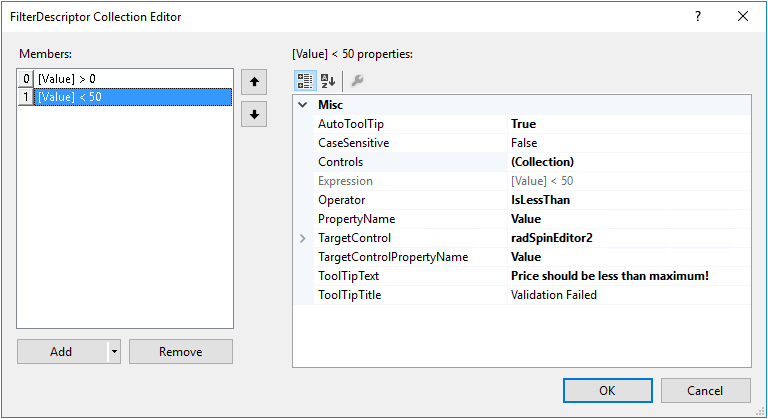 FilterDescriptor Collection Editor
? 
Members:
0 [Value] > 0
1 [Value] < 50
Add
Remove
[Value] < 50 properties:
Misc
AutoToolTip True
CaseSensitive False
Controls (Collection)
Expression [Value] < 50
Operator IsLessThan
PropertyName Value
TargetControl radSpinEditor2
TargetControlPropertyName Value
ToolTipText Price should be less than maximum!
ToolTipTitle Validation Failed
OK
Cancel